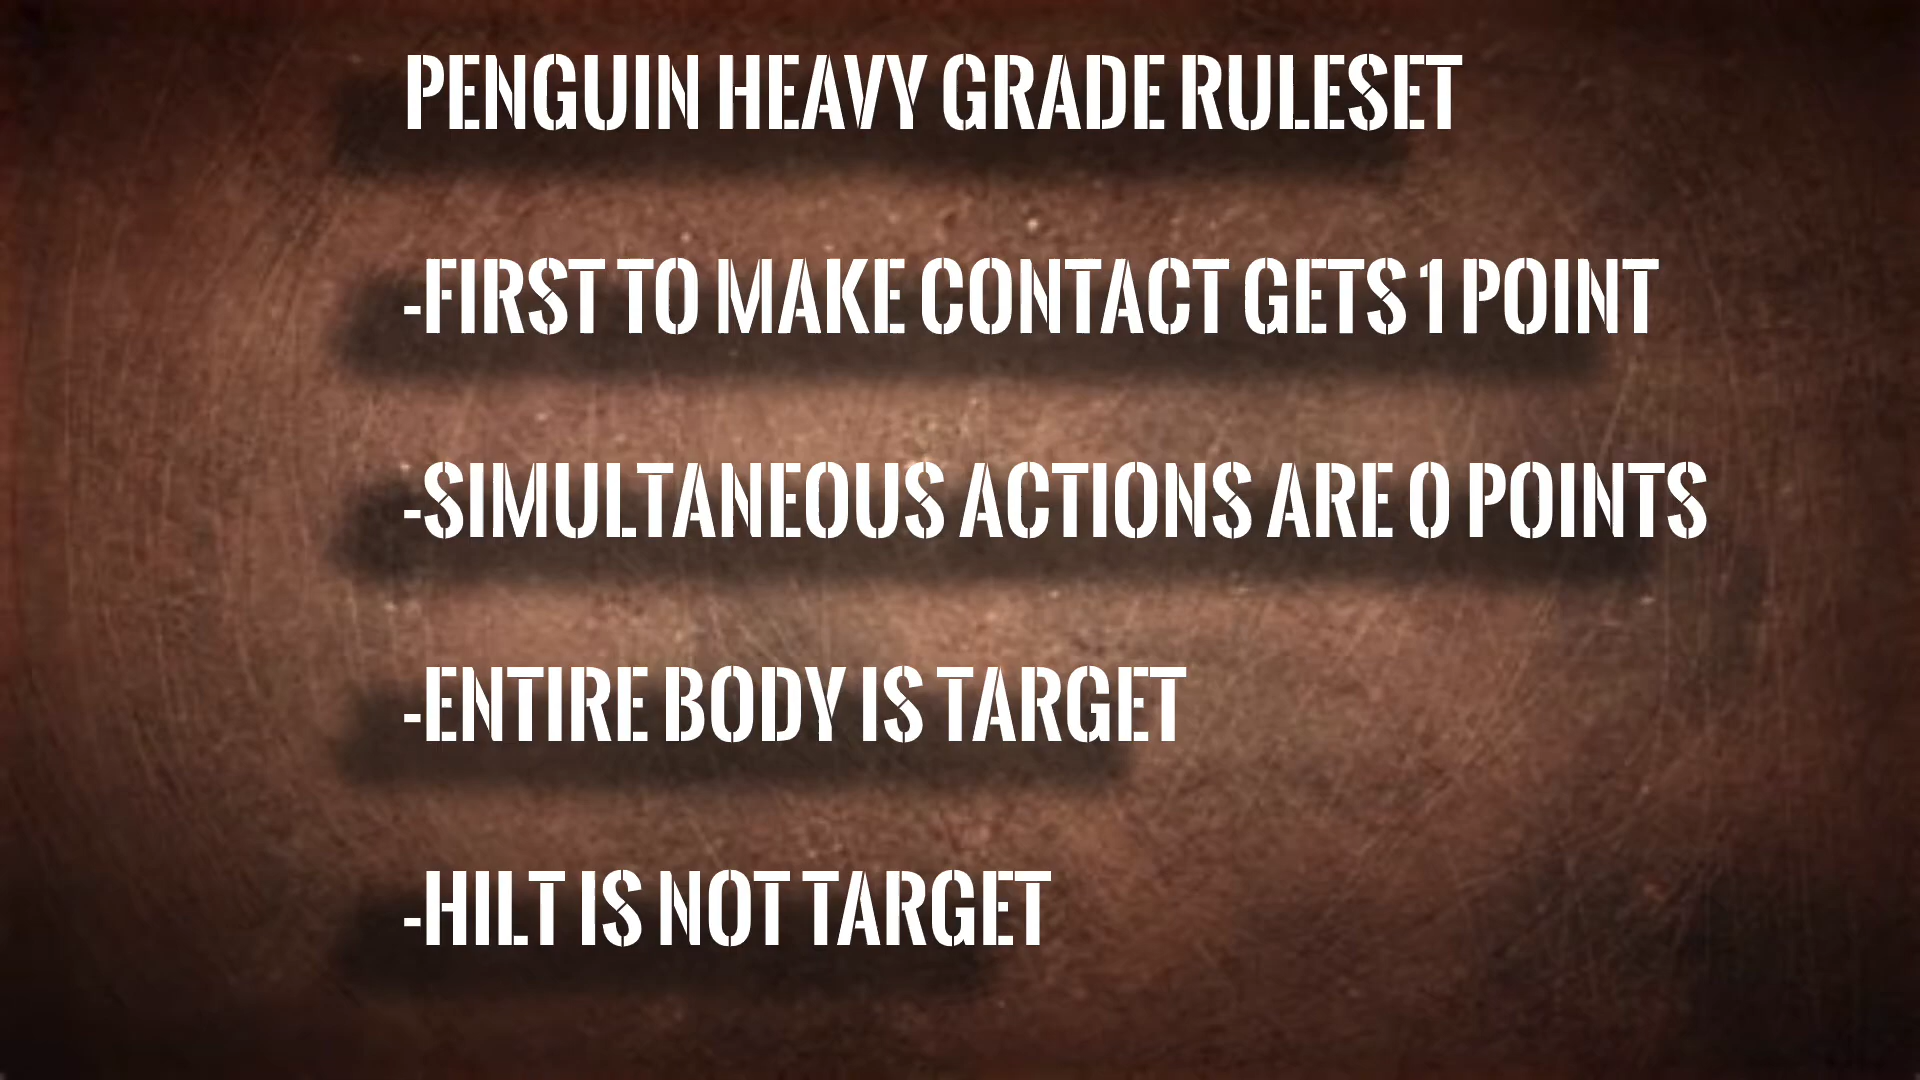 PENGUIN HEAVY GRADE RULESET
-FIRST TO MAKE CONTACT GETS 1 POINT
-SIMULTANEOUS ACTIONS ARE 0 POINTS
-ENTIRE BODY IS TARGET
-HILT IS NOT TARGET